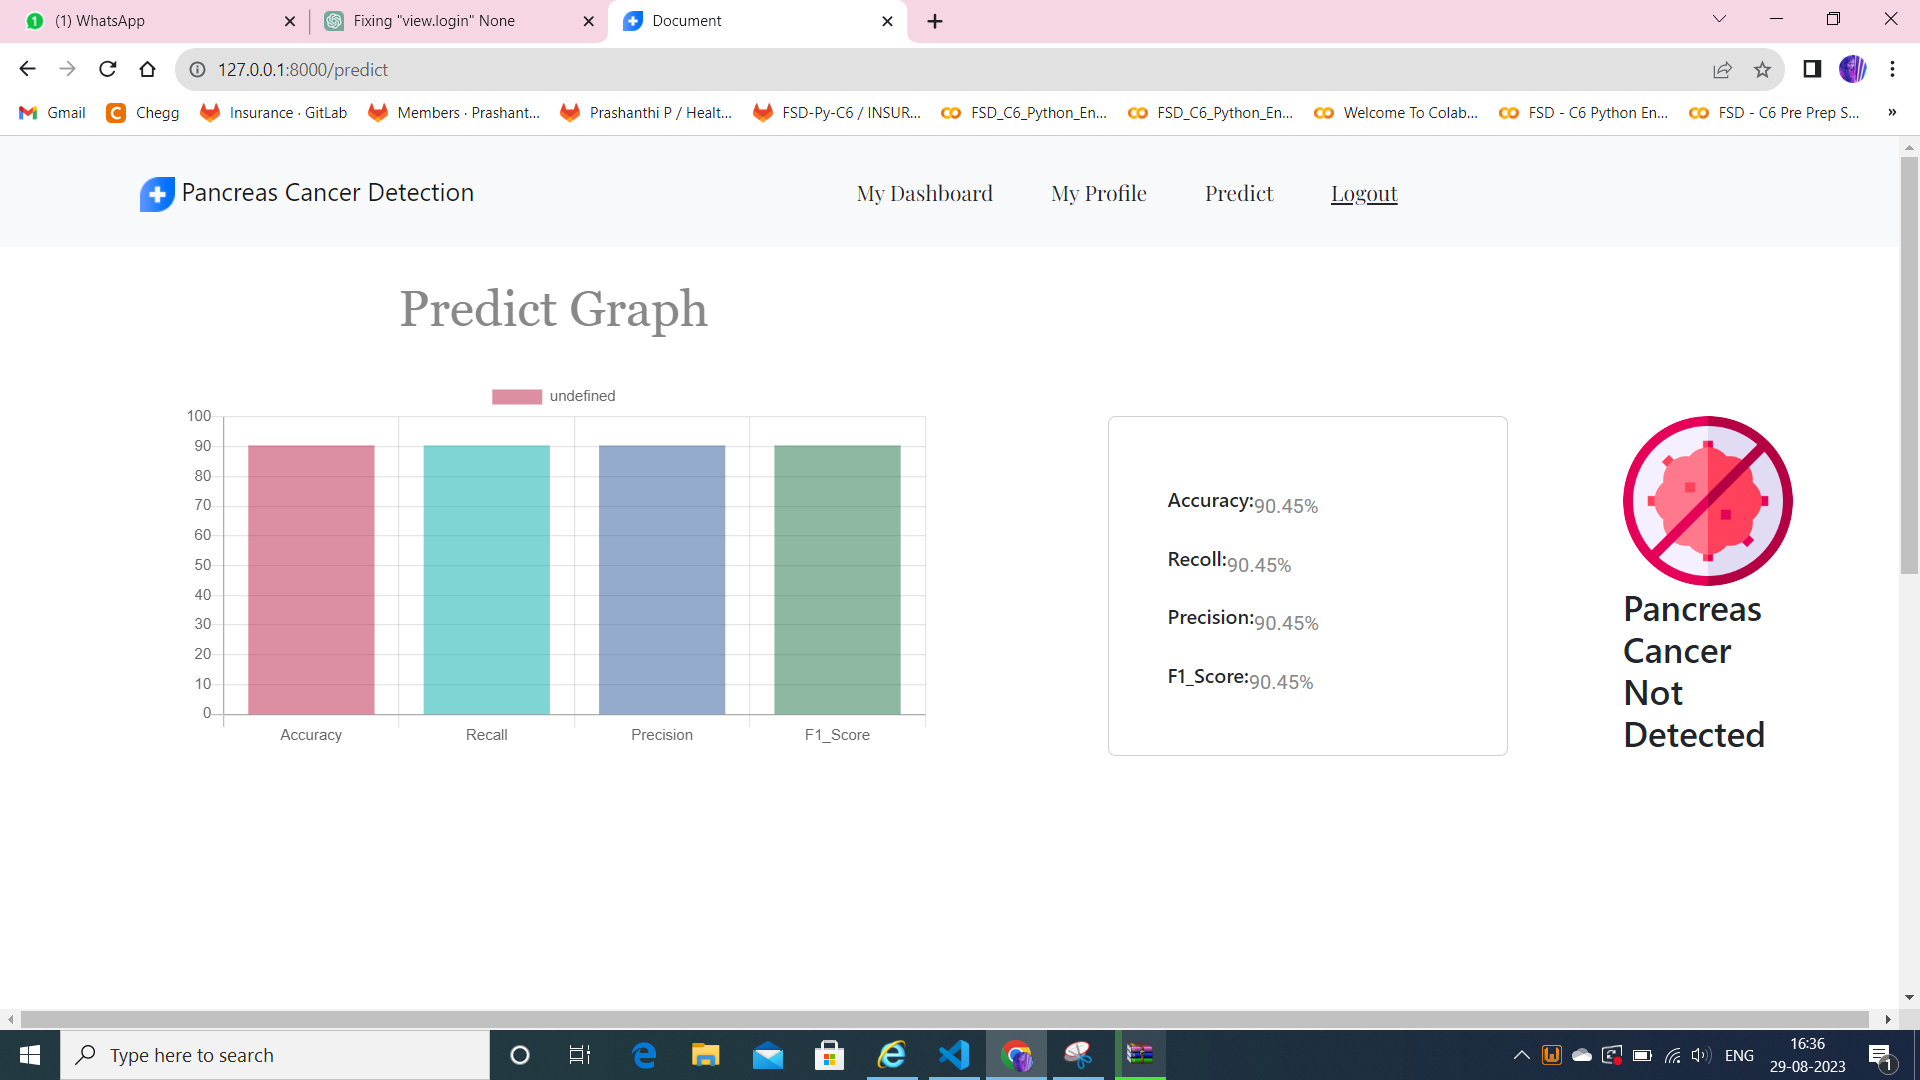 (1) WhatsApp
Fixing "view.login" None
Document
127.0.0.1:8000/predict
Gmail
Chegg
Insurance · GitLab
Members · Prashant...
Prashanthi P / Healt...
FSD-Py-C6 / INSUR...
FSD_C6_Python_En...
FSD_C6_Python_En...
Welcome To Colab...
FSD - C6 Python En...
FSD - C6 Pre Prep S...
»
Pancreas Cancer Detection
My Dashboard
My Profile
Predict
Logout
Predict Graph
undefined
100
90
80
70
60
50
40
30
20
10
0
Accuracy
Recall
Precision
F1_Score
Accuracy:90.45%
Recoll:90.45%
Precision:90.45%
F1_Score:90.45%
Pancreas
Cancer
Not
Detected
Type here to search
ENG
16:36
29-08-2023
1